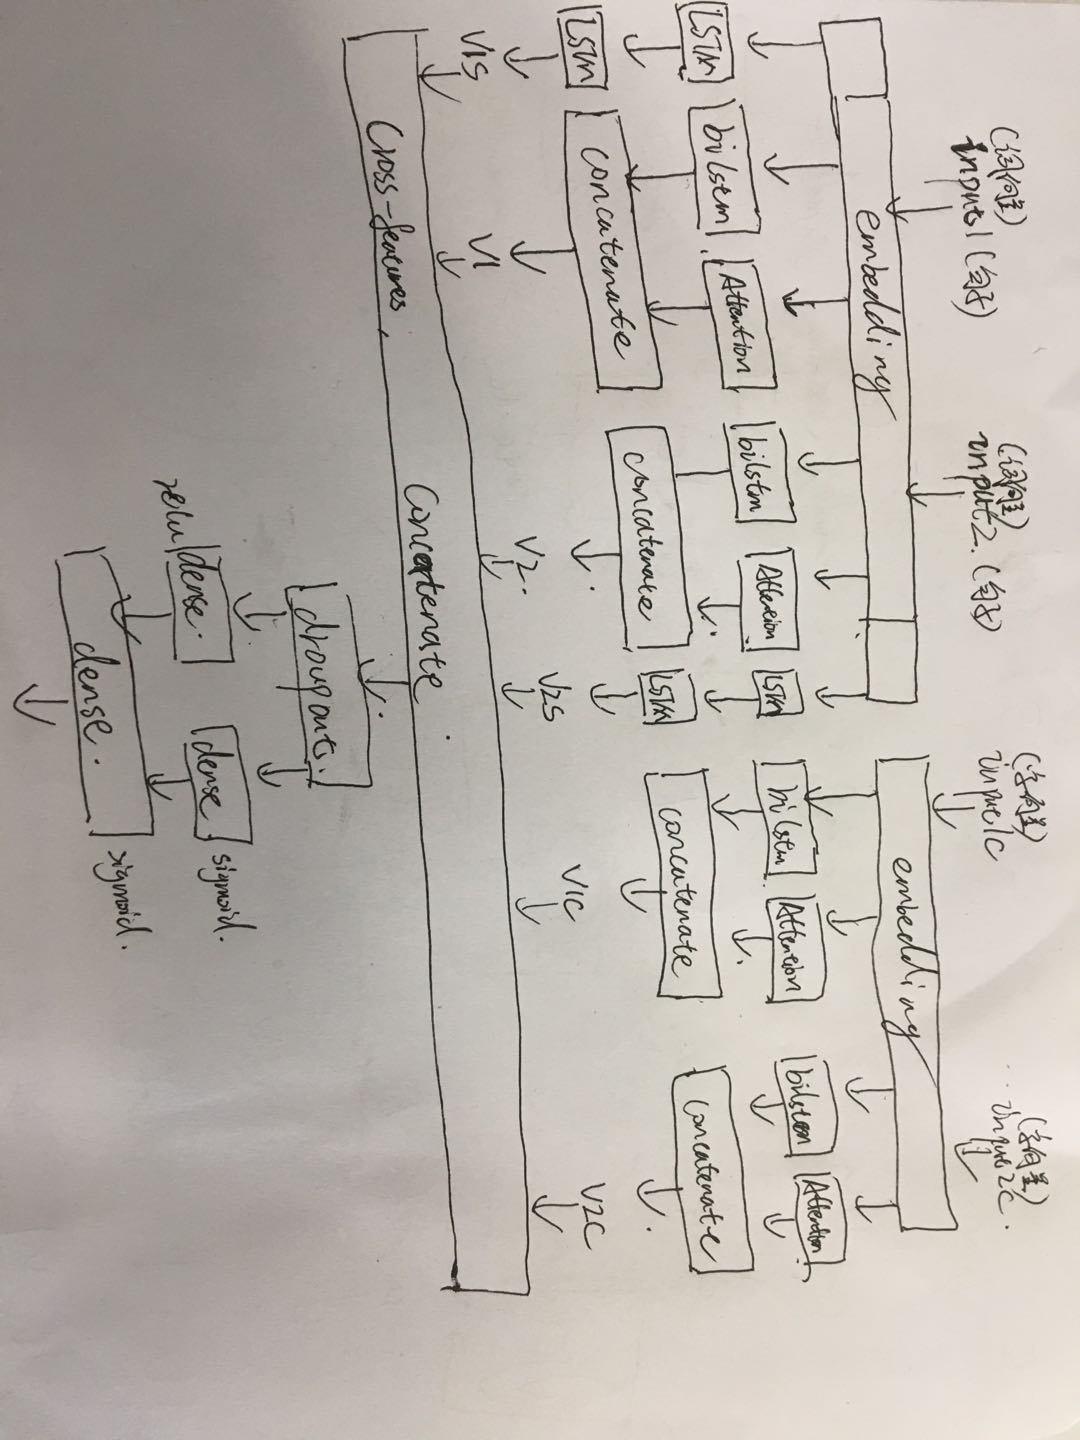 (词向量) (词向量) (字向量) (字向量)
input1 (句子) input2. (句子) input1c input2c.
embedding embedding
LSTM bilstm Attention bilstm Attention LSTM bilstm Attention bilstm Attention
LSTM concatenate concatenate LSTM concatenate concatenate
V1S V1 V2. V2S V1C V2C
Cross-features, Concatenate
droupout.
relu dense. dense sigmoid.
dense. sigmoid.